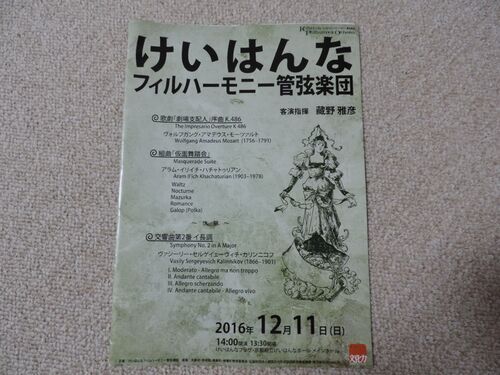 けいはんな
フィルハーモニー管弦楽団
客演指揮 蔵野 雅彦
歌劇「劇場支配人」序曲 K.486
The Impresario Overture K 486
ヴォルフガング・アマデウス・モーツァルト
Wolfgang Amadeus Mozart (1756-1791)
組曲「仮面舞踏会」
Masquerade Suite
アラム・イリイチ・ハチャトゥリアン
Aram Il'ich Khachaturian (1903-1978)
Waltz
Nocturne
Mazurka
Romance
Galop (Polka)
～ 休憩 ～
交響曲第2番 イ長調
Symphony No. 2 in A Major
ヴァシーリー・セルゲイェーヴィチ・カリンニコフ
Vasily Sergeyevich Kalinnikov (1866-1901)
I. Moderato - Allegro ma non troppo
II. Andante cantabile
III. Allegro scherzando
IV. Andante cantabile - Allegro vivo
2016年 12月11日(日)
14:00開演 13:30開場